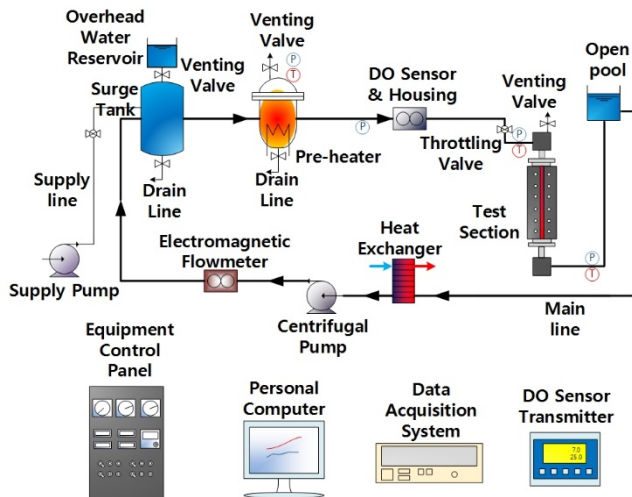 Overhead
Water
Reservoir
Surge
Tank
Venting
Valve
Venting
Valve
P
T
DO Sensor
& Housing
P
Venting
Valve
Open
pool
Throttling
Valve
P
T
Pre-heater
Drain
Line
Drain
Line
Supply
line
Supply Pump
Test
Section
P
T
Electromagnetic
Flowmeter
Heat
Exchanger
Centrifugal
Pump
Main
line
Equipment
Control
Panel
Personal
Computer
Data
Acquisition
System
DO Sensor
Transmitter
7.0
25.0